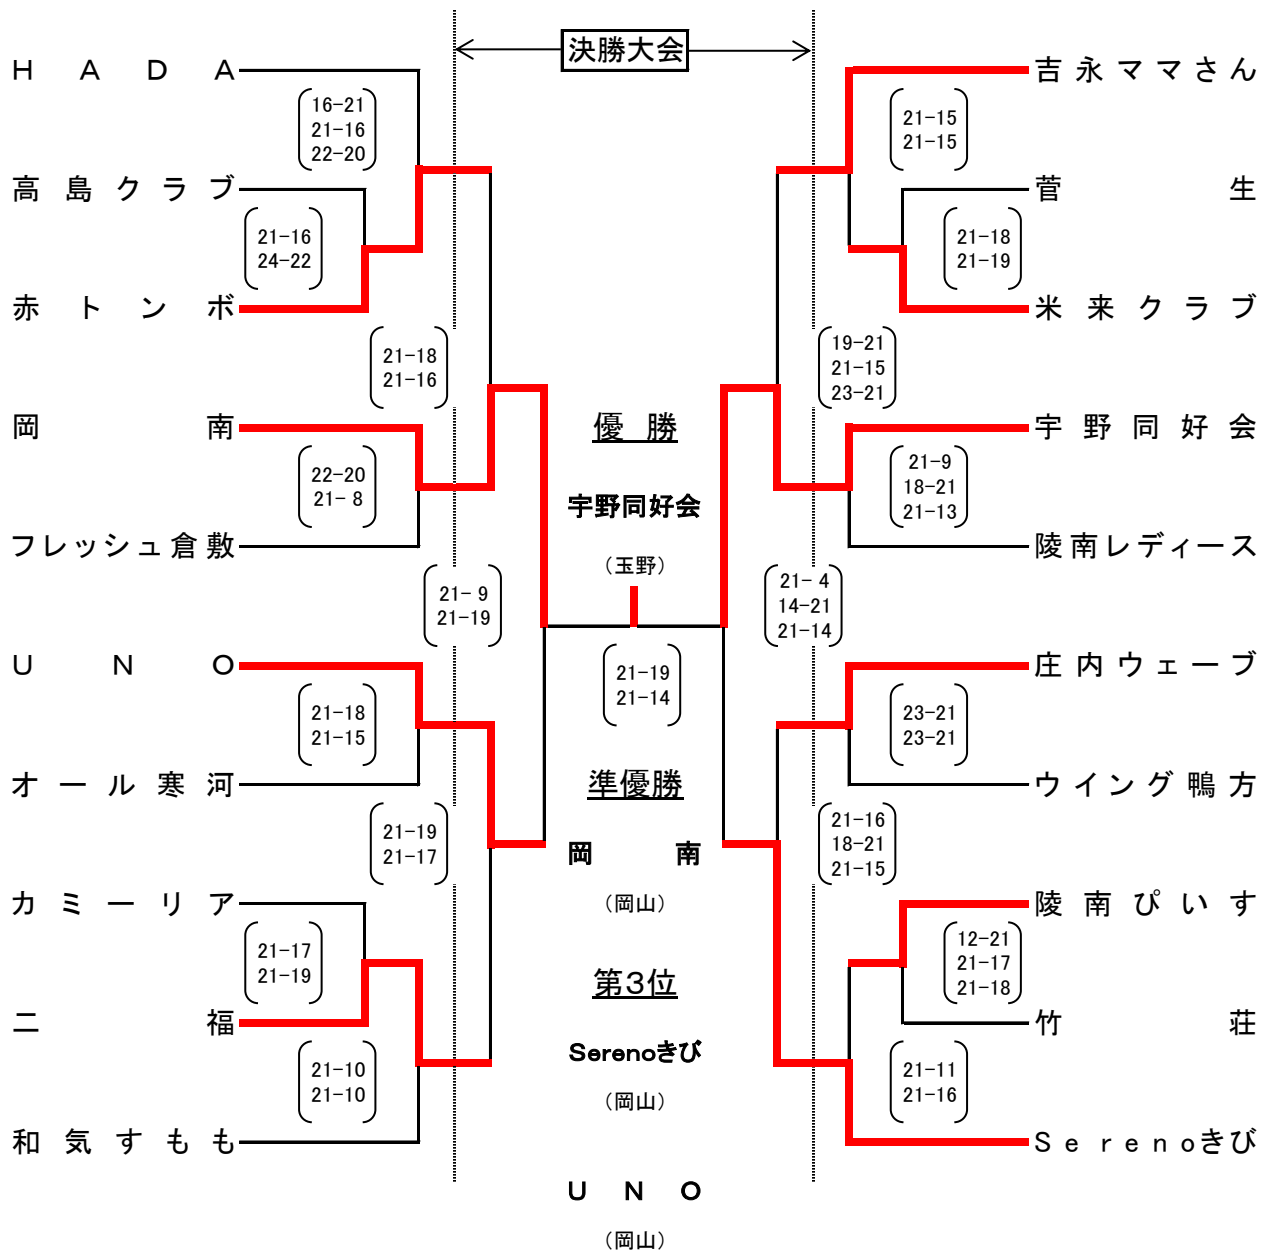 決勝大会
HADA
16-21
21-16
22-20
高島クラブ
21-16
24-22
赤トンボ
21-18
21-16
岡南
22-20
21- 8
フレッシュ倉敷
21- 9
21-19
UNO
21-18
21-15
オール寒河
21-19
21-17
カミーリア
21-17
21-19
二福
21-10
21-10
和気すもも
優 勝
宇野同好会
（玉野）
21-19
21-14
準優勝
岡南
（岡山）
第3位
Serenoきび
（岡山）
UNO
（岡山）
吉永ママさん
21-15
21-15
菅生
21-18
21-19
米来クラブ
19-21
21-15
23-21
宇野同好会
21-9
18-21
21-13
陵南レディース
21- 4
14-21
21-14
庄内ウェーブ
23-21
23-21
ウイング鴨方
21-16
18-21
21-15
陵南ぴいす
12-21
21-17
21-18
竹荘
21-11
21-16
Serenoきび